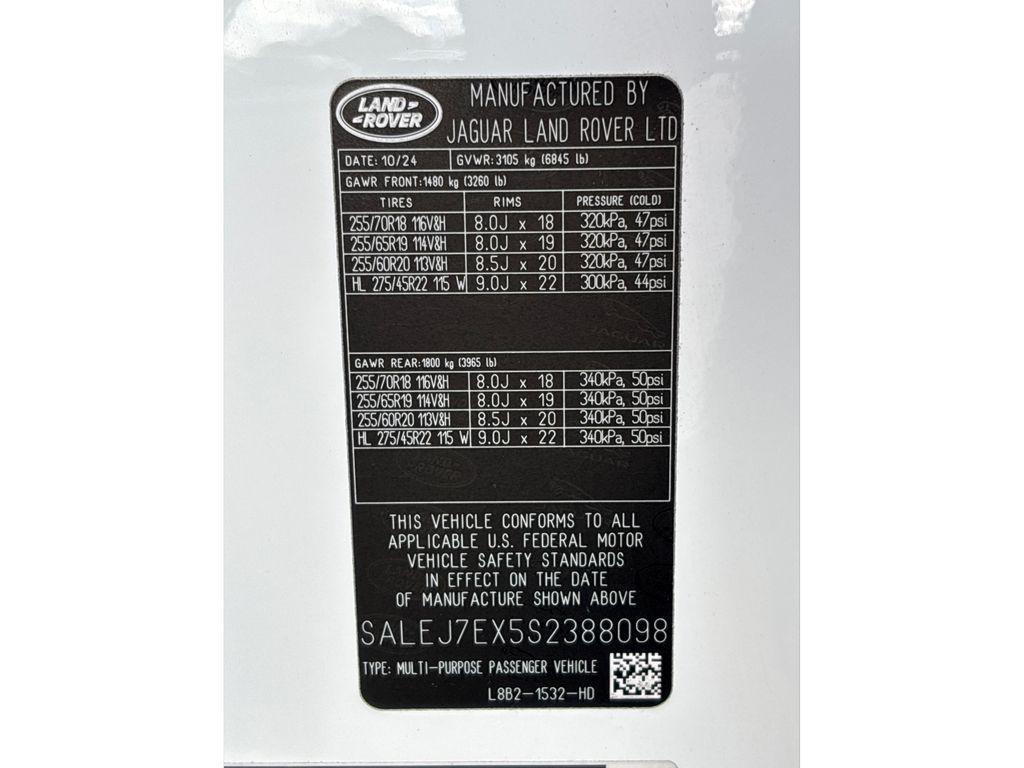 LAND ROVER
MANUFACTURED BY
JAGUAR LAND ROVER LTD
DATE: 10/24 GVWR: 3105 kg (6845 lb)
GAWR FRONT: 1480 kg (3260 lb)
TIRES RIMS PRESSURE (COLD)
255/70R18 116V&H 8.0J x 18 320kPa, 47psi
255/65R19 114V&H 8.0J x 19 320kPa, 47psi
255/60R20 113V&H 8.5J x 20 320kPa, 47psi
HL 275/45R22 115 W 9.0J x 22 300kPa, 44psi
GAWR REAR: 1800 kg (3965 lb)
255/70R18 116V&H 8.0J x 18 340kPa, 50psi
255/65R19 114V&H 8.0J x 19 340kPa, 50psi
255/60R20 113V&H 8.5J x 20 340kPa, 50psi
HL 275/45R22 115 W 9.0J x 22 340kPa, 50psi
THIS VEHICLE CONFORMS TO ALL
APPLICABLE U.S. FEDERAL MOTOR
VEHICLE SAFETY STANDARDS
IN EFFECT ON THE DATE
OF MANUFACTURE SHOWN ABOVE
SALEJ7EX5S2388098
TYPE: MULTI-PURPOSE PASSENGER VEHICLE
L8B2-1532-HD